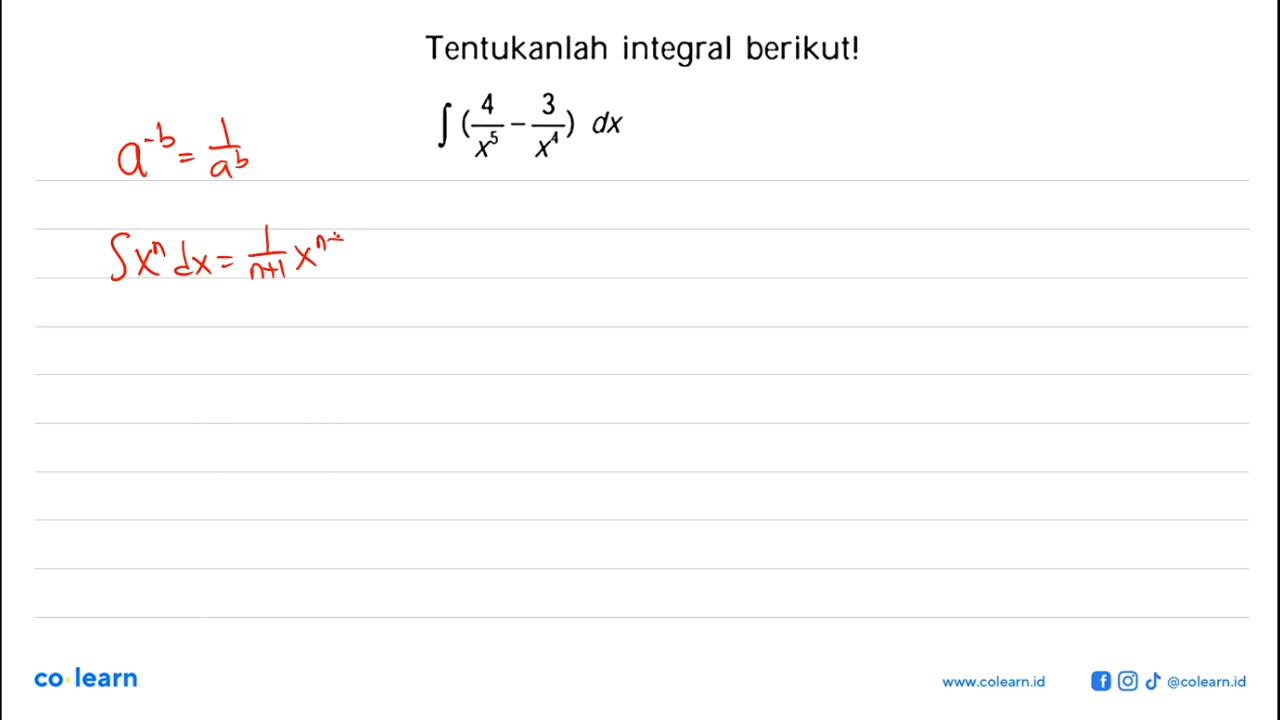 Tentukanlah integral berikut!
∫ (4/x⁵ − 3/x⁴) dx
a⁻ᵇ = 1/aᵇ
∫xⁿ dx = 1/(n+1) xⁿ⁺
co·learn
www.colearn.id @colearn.id